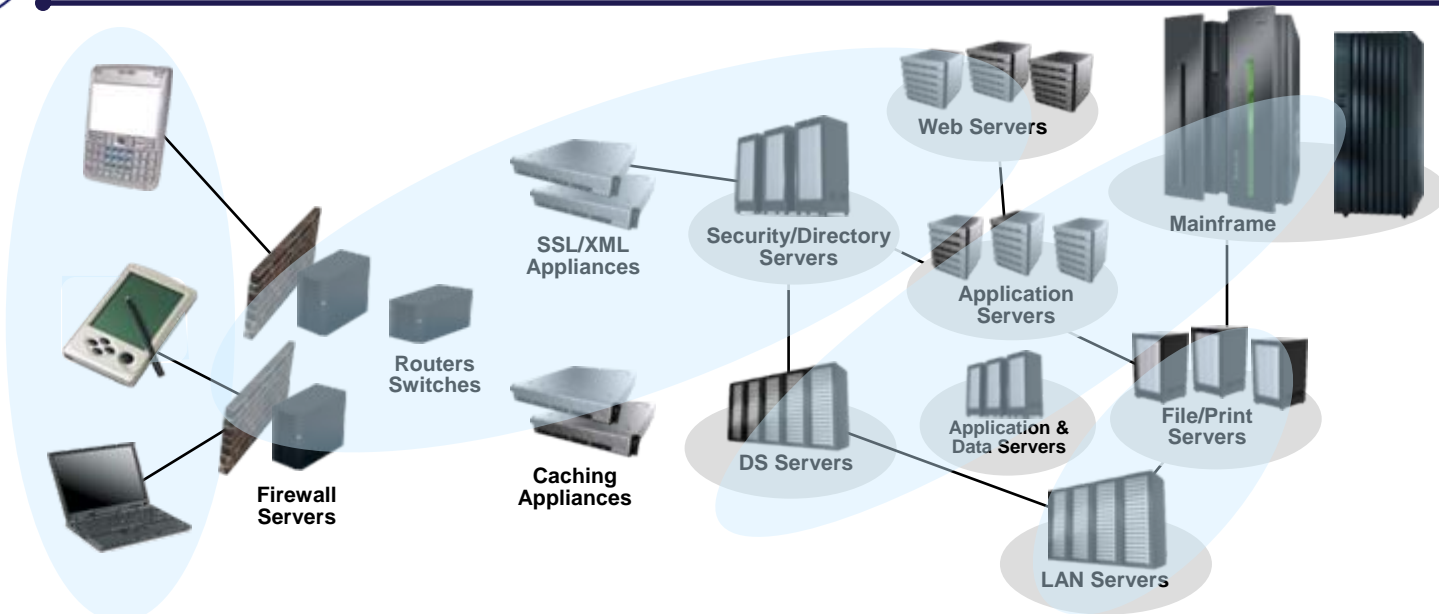 Web Servers
Mainframe
SSL/XML
Appliances
Security/Directory
Servers
Application
Servers
Routers
Switches
File/Print
Servers
Application &
Data Servers
DS Servers
Caching
Appliances
Firewall
Servers
LAN Servers